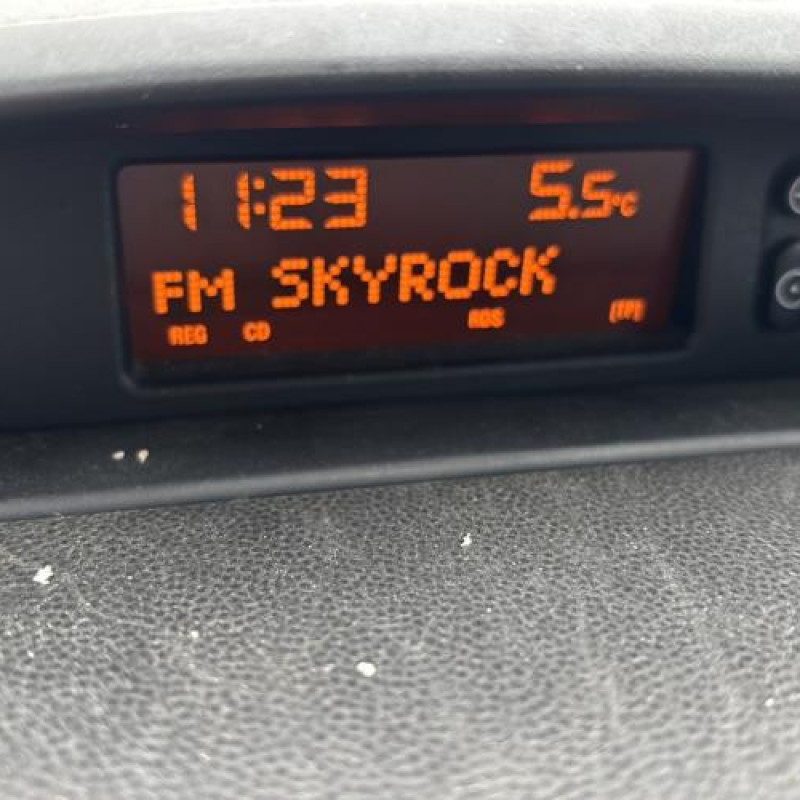 11:23 5.5°C
FM SKYROCK
REG CD RDS [TP]